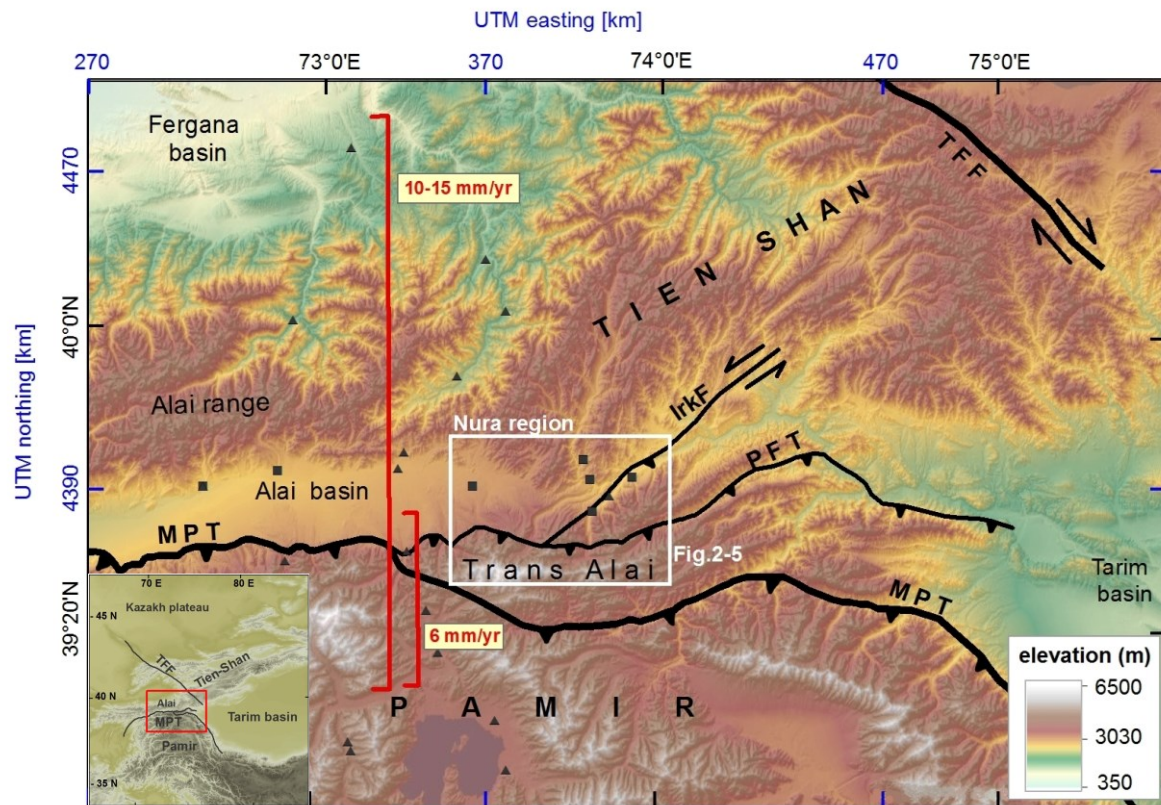 UTM easting [km]
270 73°0'E 370 74°0'E 470 75°0'E
Fergana
basin
4470
10-15 mm/yr
TFF
TIEN SHAN
UTM northing [km]
40°0'N
Alai range
IrkF
Nura region
PFT
4390
Alai basin
MPT
Fig.2-5
Trans Alai
MPT
Tarim
basin
39°20'N
6 mm/yr
PAMIR
70 E 80 E
Kazakh plateau
45 N
TFF
Tien-Shan
40 N
Alai
MPT
Tarim basin
Pamir
35 N
elevation (m)
6500
3030
350